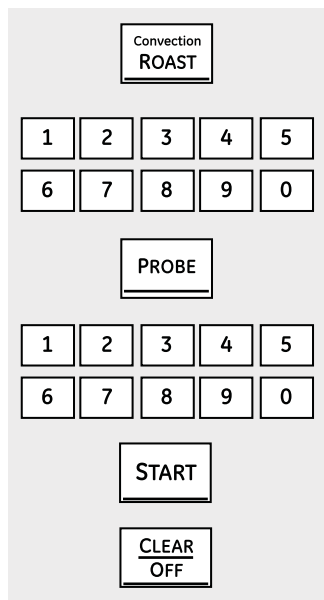 Convection
ROAST
1 2 3 4 5
6 7 8 9 0
PROBE
1 2 3 4 5
6 7 8 9 0
START
CLEAR
OFF